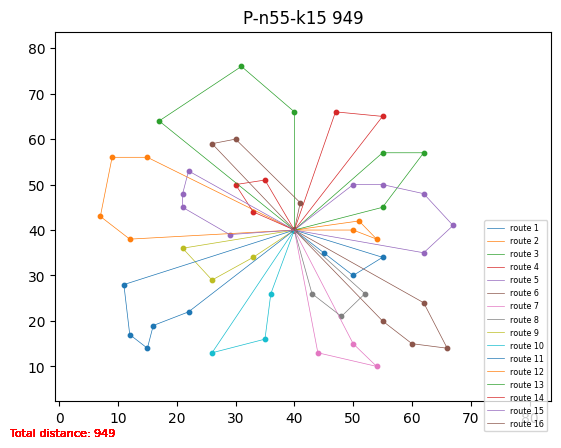 P-n55-k15 949
80
70
60
50
40
30
20
10
0 10 20 30 40 50 60 70 80
route 1
route 2
route 3
route 4
route 5
route 6
route 7
route 8
route 9
route 10
route 11
route 12
route 13
route 14
route 15
route 16
Total distance: 949